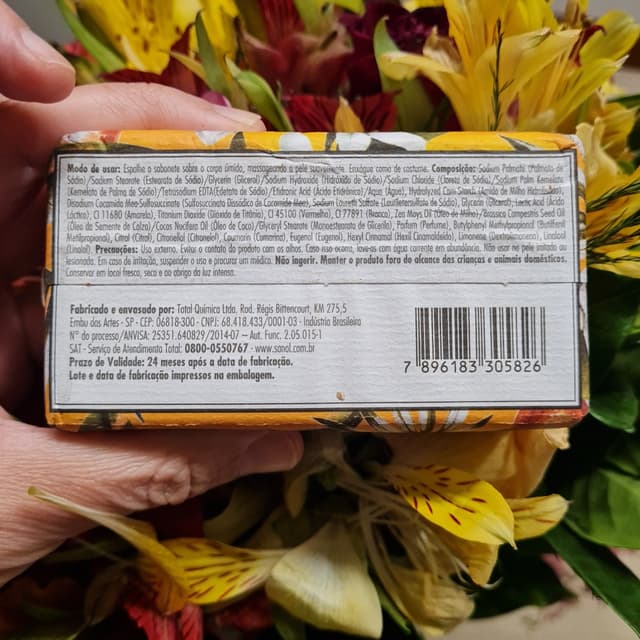 Modo de usar: Espalhe o sabonete sobre o corpo úmido, massageando a pele suavemente. Enxágue como de costume. Composição: Sodium Palmate (Palmitato de
Sódio)/Sodium Stearate (Estearato de Sódio)/Glycerin (Glicerol)/Sodium Hydroxide (Hidróxido de Sódio)/Sodium Chloride (Cloreto de Sódio)/Sodium Palm Kernelate
(Kernelato de Palma de Sódio)/Tetrasodium EDTA(Edetato de Sódio)/Etidronic Acid (Ácido Etidrônico)/Aqua (Água), Hydrolyzed Corn Starch (Amido de Milho
Disodium Cocamido Mea-Sulfosuccinate (Sulfosuccinato Dissódico de Cocamide Mea), Sodium Laureth Sulfate (Lauriletersulfato de Sódio), Glycerin (Glicerol), Lactic Acid (Ácido
Láctico), CI 11680 (Amarelo), Titanium Dioxide (Dióxido de Titânio), CI 45100 (Vermelho), CI 77891 (Branco), Zea Mays Oil (Óleo de Milho)/Brassica Campestris Seed Oil
(Óleo da Semente de Colza)/Cocos Nucifera Oil (Óleo de Coco)/Glyceryl Stearate (Monoestearato de Glicerila), Parfum (Perfume), Butylphenyl Methylpropional (Butilfenil
Metilpropional), Citral (Citral), Citronellol (Citronelol), Coumarin (Cumarina), Eugenol (Eugenol), Hexyl Cinnamal (Hexil Cinamaldeído), Limonene (Dextrolimoneno), Linalool
(Linalol). Precauções: Uso externo. Evite o contato do produto com os olhos. Caso isso ocorra, lave-os com água corrente em abundância. Não usar na pele irritada ou
lesionada. Em caso de irritação, suspender o uso e procurar um médico. Não ingerir. Manter o produto fora do alcance das crianças e animais domésticos.
Conservar em local fresco, seco e ao abrigo da luz intensa.
Fabricado e envasado por: Total Química Ltda. Rod. Régis Bittencourt, KM 275,5
Embu das Artes - SP - CEP: 06818-300 - CNPJ: 68.418.433/0001-03 - Indústria Brasileira
N° do processo/ANVISA: 25351.640829/2014-07 – Aut. Func. 2.05.015-1
SAT - Serviço de Atendimento Total: 0800-0550767 - www.sanol.com.br
Prazo de Validade: 24 meses após a data de fabricação.
Lote e data de fabricação impressos na embalagem.
7 896183 305826